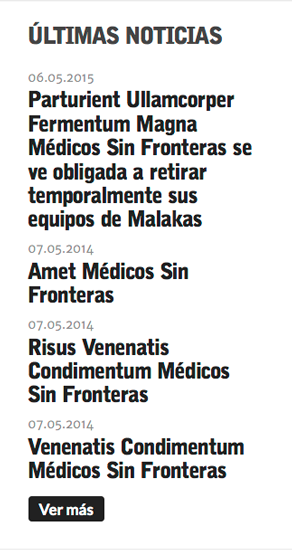 ÚLTIMAS NOTICIAS
06.05.2015
Parturient Ullamcorper
Fermentum Magna
Médicos Sin Fronteras se
ve obligada a retirar
temporalmente sus
equipos de Malakas
07.05.2014
Amet Médicos Sin
Fronteras
07.05.2014
Risus Venenatis
Condimentum Médicos
Sin Fronteras
07.05.2014
Venenatis Condimentum
Médicos Sin Fronteras
Ver más